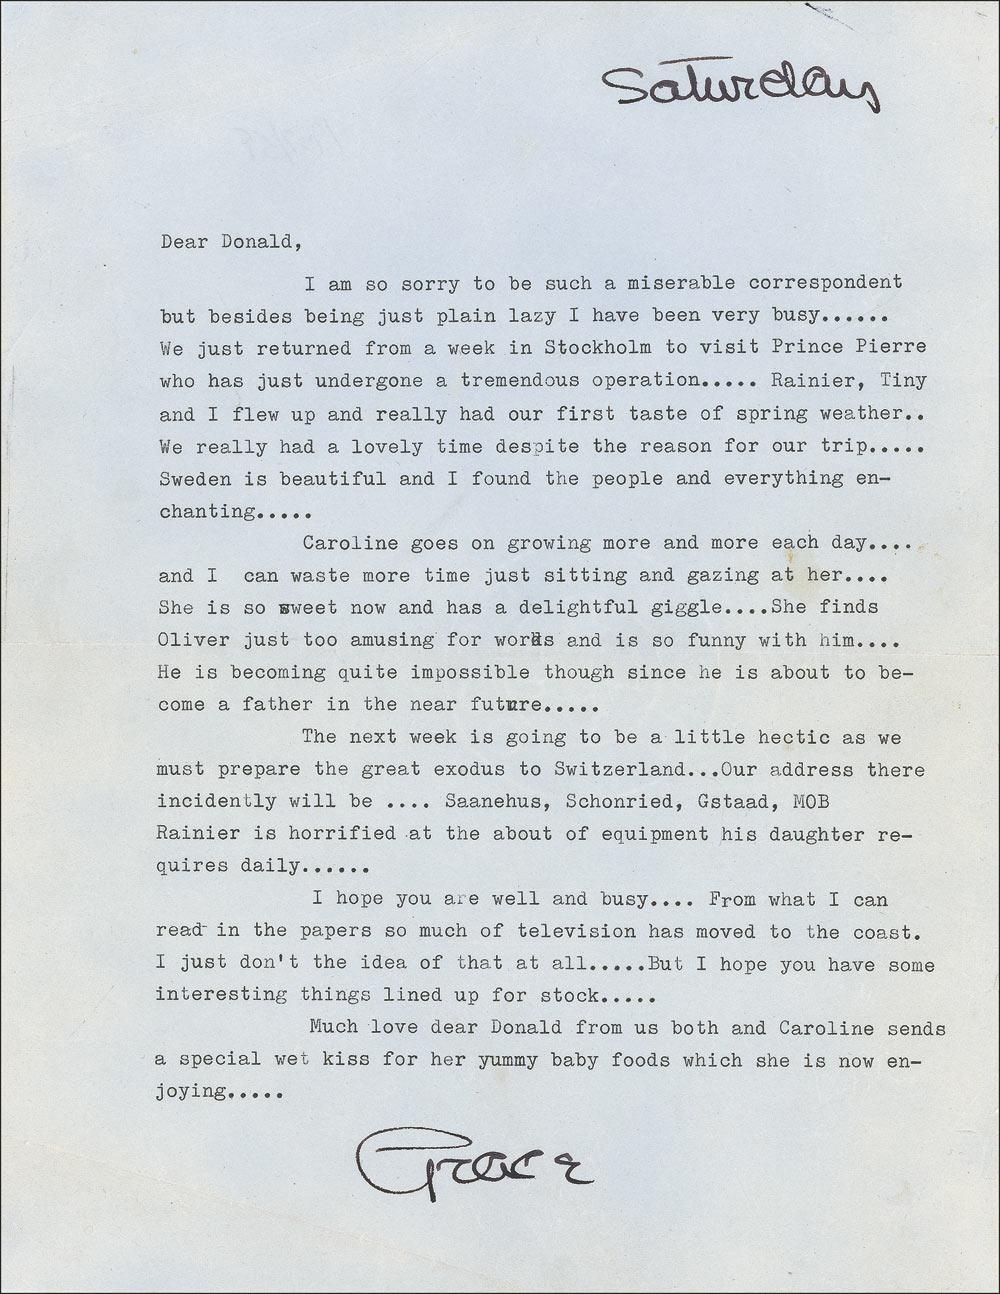 Saturday
Dear Donald,
I am so sorry to be such a miserable correspondent
but besides being just plain lazy I have been very busy......
We just returned from a week in Stockholm to visit Prince Pierre
who has just undergone a tremendous operation..... Rainier, Tiny
and I flew up and really had our first taste of spring weather..
We really had a lovely time despite the reason for our trip.....
Sweden is beautiful and I found the people and everything en-
chanting.....
Caroline goes on growing more and more each day....
and I  can waste more time just sitting and gazing at her....
She is so sweet now and has a delightful giggle....She finds
Oliver just too amusing for words and is so funny with him....
He is becoming quite impossible though since he is about to be-
come a father in the near future.....
The next week is going to be a little hectic as we
must prepare the great exodus to Switzerland...Our address there
incidently will be .... Saanehus, Schonried, Gstaad, MOB
Rainier is horrified at the about of equipment his daughter re-
quires daily......
I hope you are well and busy.... From what I can
read in the papers so much of television has moved to the coast.
I just don't the idea of that at all.....But I hope you have some
interesting things lined up for stock.....
Much love dear Donald from us both and Caroline sends
a special wet kiss for her yummy baby foods which she is now en-
joying.....
Grace